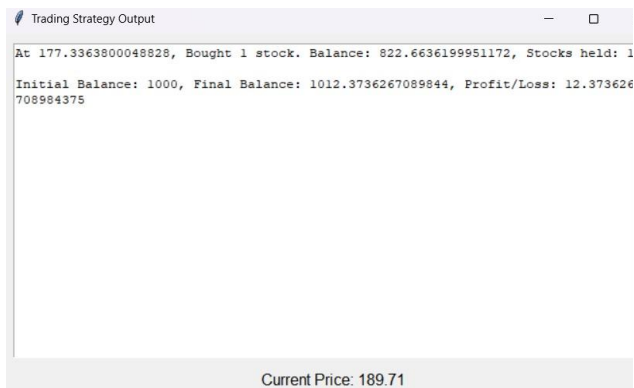 Trading Strategy Output
At 177.3363800048828, Bought 1 stock. Balance: 822.6636199951172, Stocks held: 1
Initial Balance: 1000, Final Balance: 1012.3736267089844, Profit/Loss: 12.373626
708984375
Current Price: 189.71